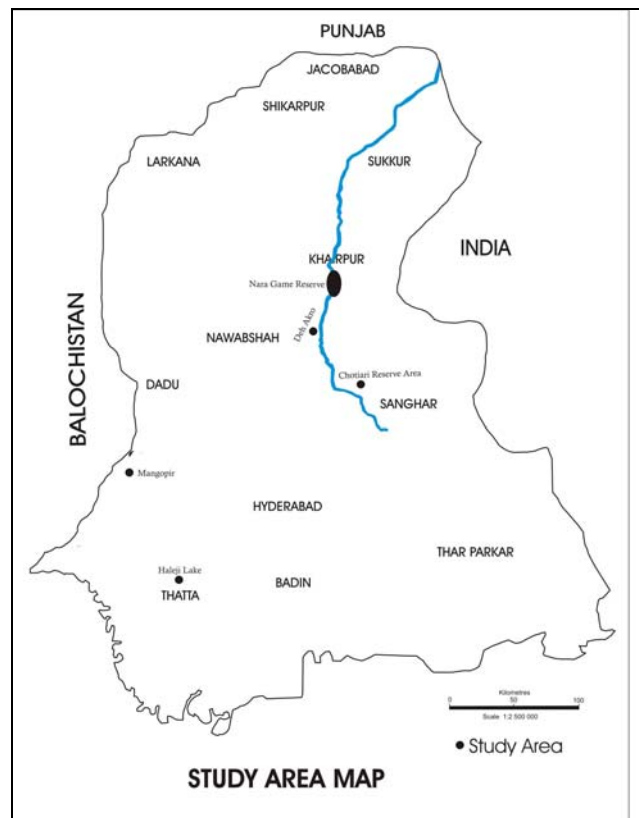 PUNJAB
JACOBABAD
SHIKARPUR
LARKANA
SUKKUR
INDIA
KHAIRPUR
Nara Game Reserve
BALOCHISTAN
NAWABSHAH
Deh Akro
Chotiari Reserve Area
DADU
SANGHAR
Mangopir
HYDERABAD
THAR PARKAR
Haleji Lake
BADIN
THATTA
Kilometres
0 50 100
Scale 1:2 500 000
Study Area
STUDY AREA MAP